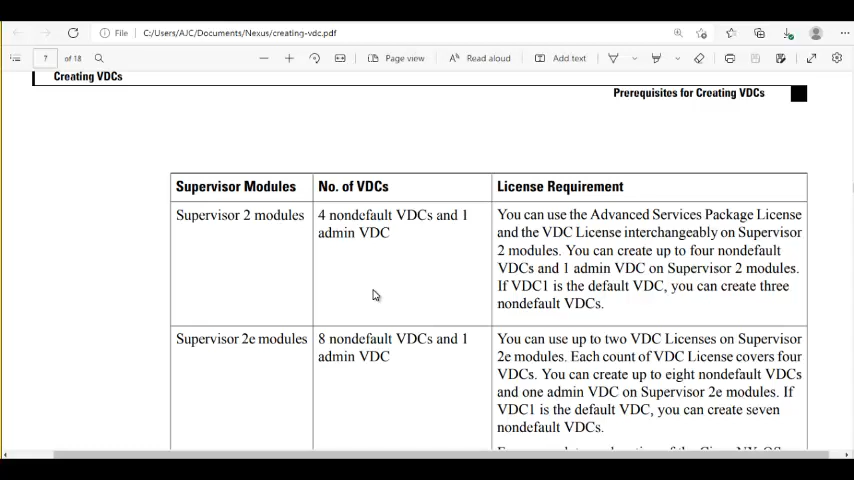 File C:/Users/AJC/Documents/Nexus/creating-vdc.pdf
7 of 18 Page view Read aloud Add text
Creating VDCs
Prerequisites for Creating VDCs
Supervisor Modules No. of VDCs License Requirement
Supervisor 2 modules 4 nondefault VDCs and 1 You can use the Advanced Services Package License
admin VDC and the VDC License interchangeably on Supervisor
2 modules. You can create up to four nondefault
VDCs and 1 admin VDC on Supervisor 2 modules.
If VDC1 is the default VDC, you can create three
nondefault VDCs.
Supervisor 2e modules 8 nondefault VDCs and 1 You can use up to two VDC Licenses on Supervisor
admin VDC 2e modules. Each count of VDC License covers four
VDCs. You can create up to eight nondefault VDCs
and one admin VDC on Supervisor 2e modules. If
VDC1 is the default VDC, you can create seven
nondefault VDCs.